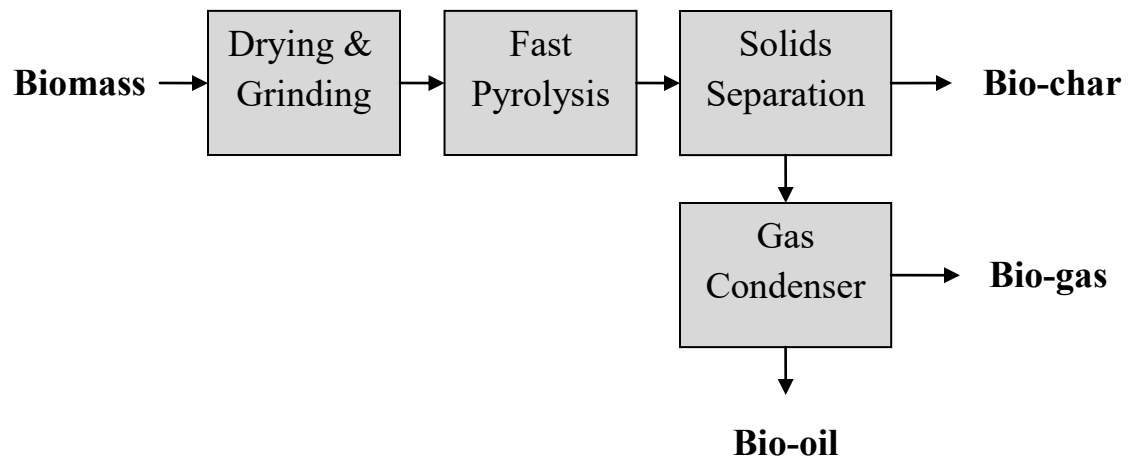 Biomass
Drying &
Grinding
Fast
Pyrolysis
Solids
Separation
Bio-char
Gas
Condenser
Bio-gas
Bio-oil